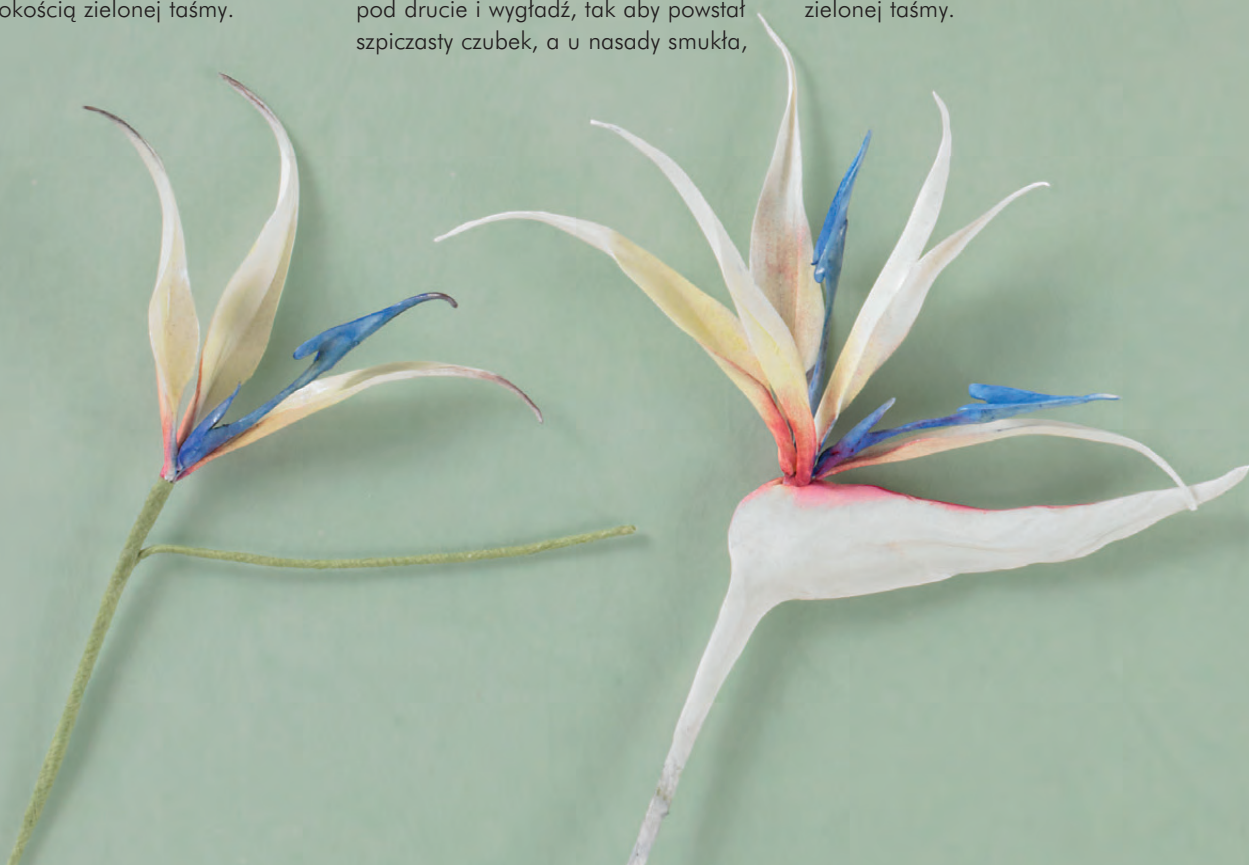 okością zielonej taśmy.
pod drucie i wygładź, tak aby powstał
szpiczasty czubek, a u nasady smukła,
zielonej taśmy.